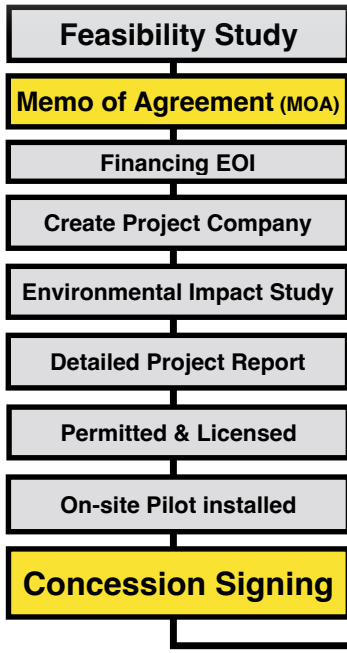 Feasibility Study
Memo of Agreement (MOA)
Financing EOI
Create Project Company
Environmental Impact Study
Detailed Project Report
Permitted & Licensed
On-site Pilot installed
Concession Signing